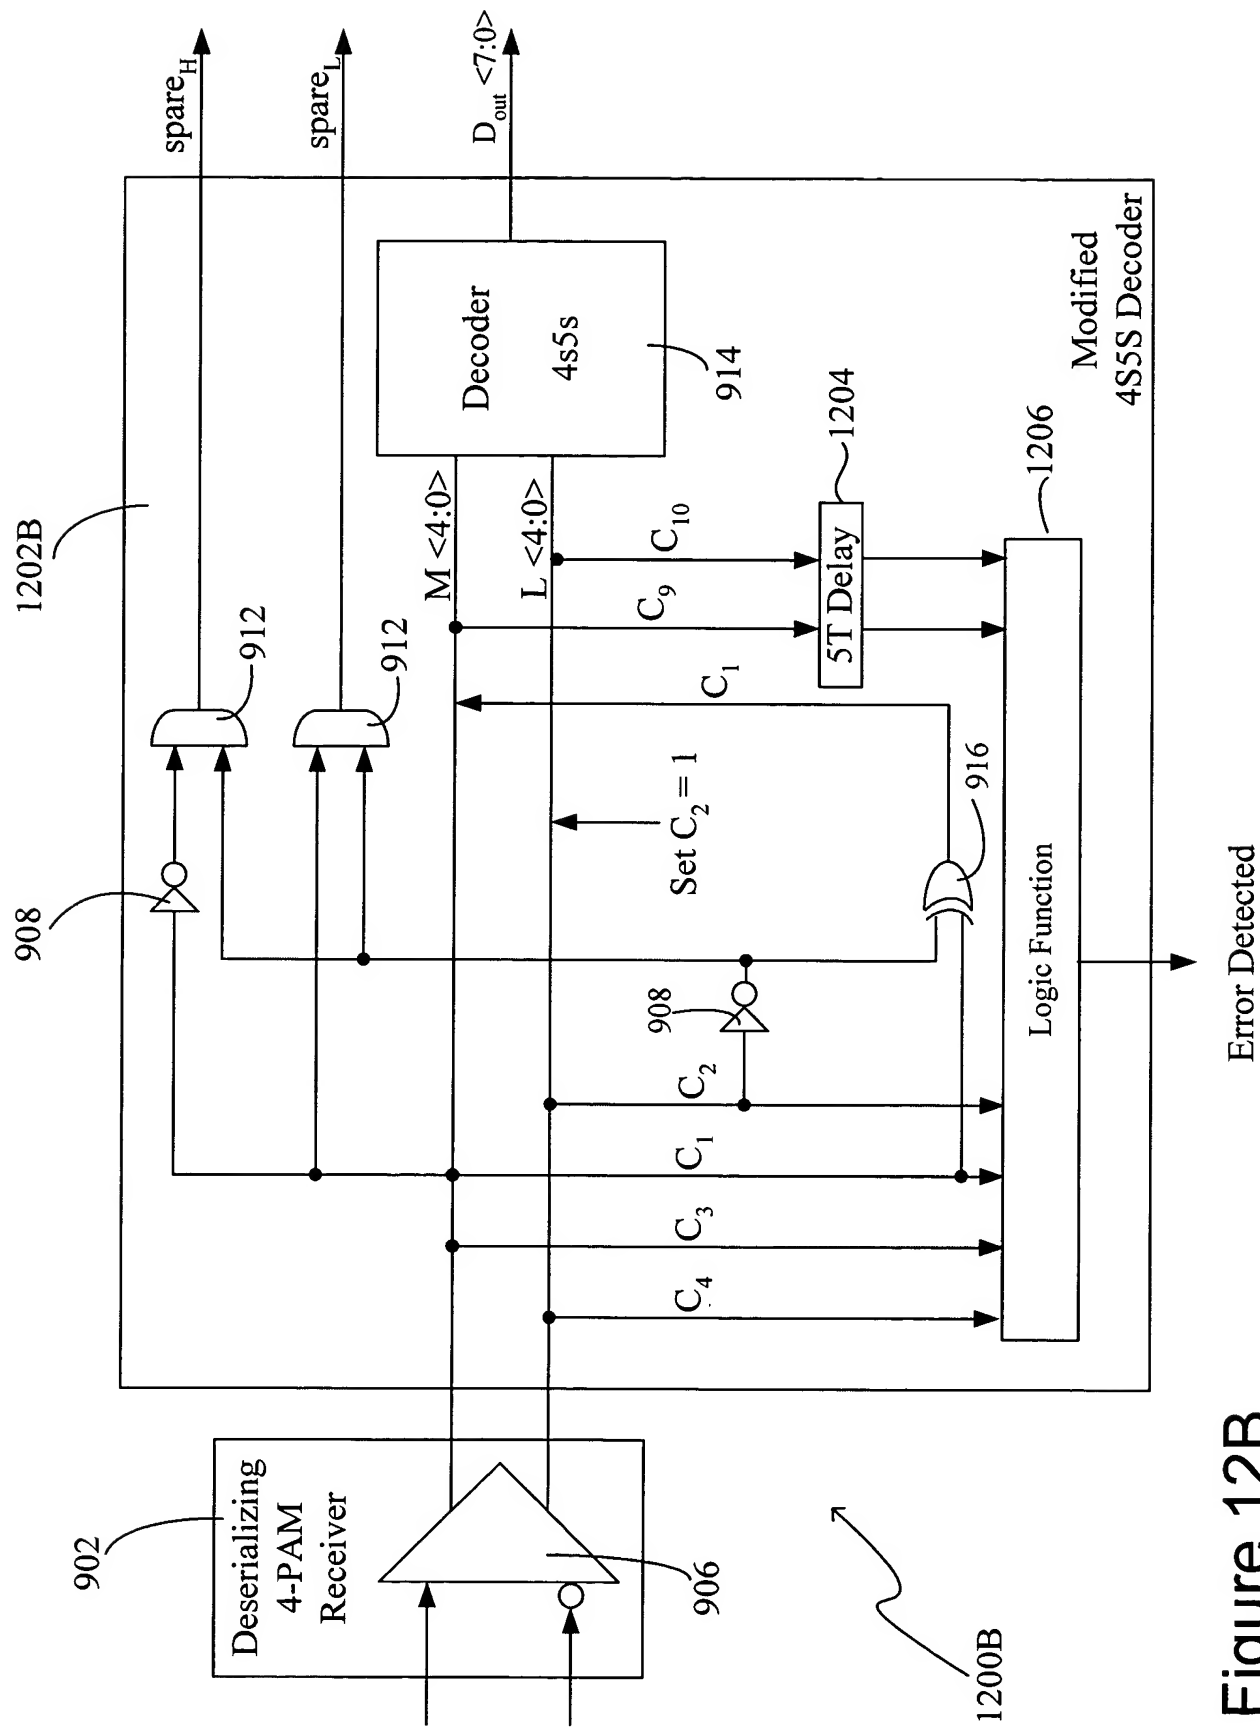 1202B
908
912
912
spare_H
spare_L
D_out <7:0>
902
Deserializing
4-PAM
Receiver
906
M <4:0>
L <4:0>
Decoder
4s5s
914
C_4
C_3
C_1
C_2
908
Set C_2 = 1
C_1
C_9
C_10
916
5T Delay
1204
Logic Function
1206
Modified
4S5S Decoder
Error Detected
1200B
Figure 12B